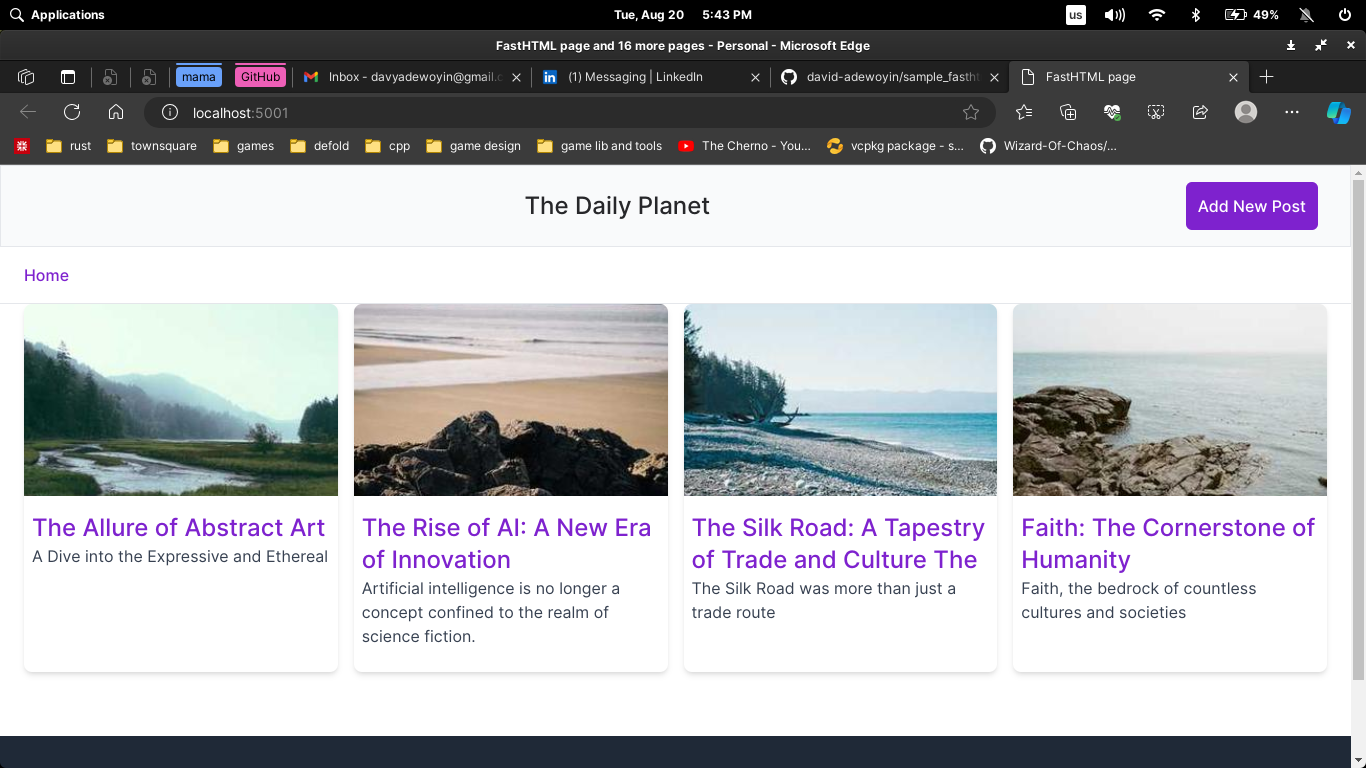 Applications
Tue, Aug 20 5:43 PM
us
49%
FastHTML page and 16 more pages - Personal - Microsoft Edge
mama
GitHub
Inbox - davyadewoyin@gmail.c
(1) Messaging | LinkedIn
david-adewoyin/sample_fasth
FastHTML page
localhost:5001
rust
townsquare
games
defold
cpp
game design
game lib and tools
The Cherno - You...
vcpkg package - s...
Wizard-Of-Chaos/...
The Daily Planet
Add New Post
Home
The Allure of Abstract Art
A Dive into the Expressive and Ethereal
The Rise of AI: A New Era
of Innovation
Artificial intelligence is no longer a
concept confined to the realm of
science fiction.
The Silk Road: A Tapestry
of Trade and Culture The
The Silk Road was more than just a
trade route
Faith: The Cornerstone of
Humanity
Faith, the bedrock of countless
cultures and societies